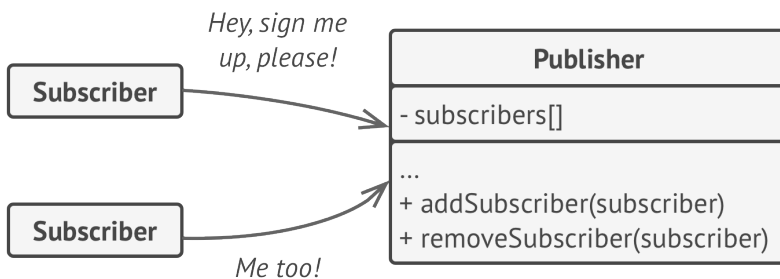 Hey, sign me
up, please!
Subscriber
Publisher
- subscribers[]
...
+ addSubscriber(subscriber)
+ removeSubscriber(subscriber)
Subscriber
Me too!